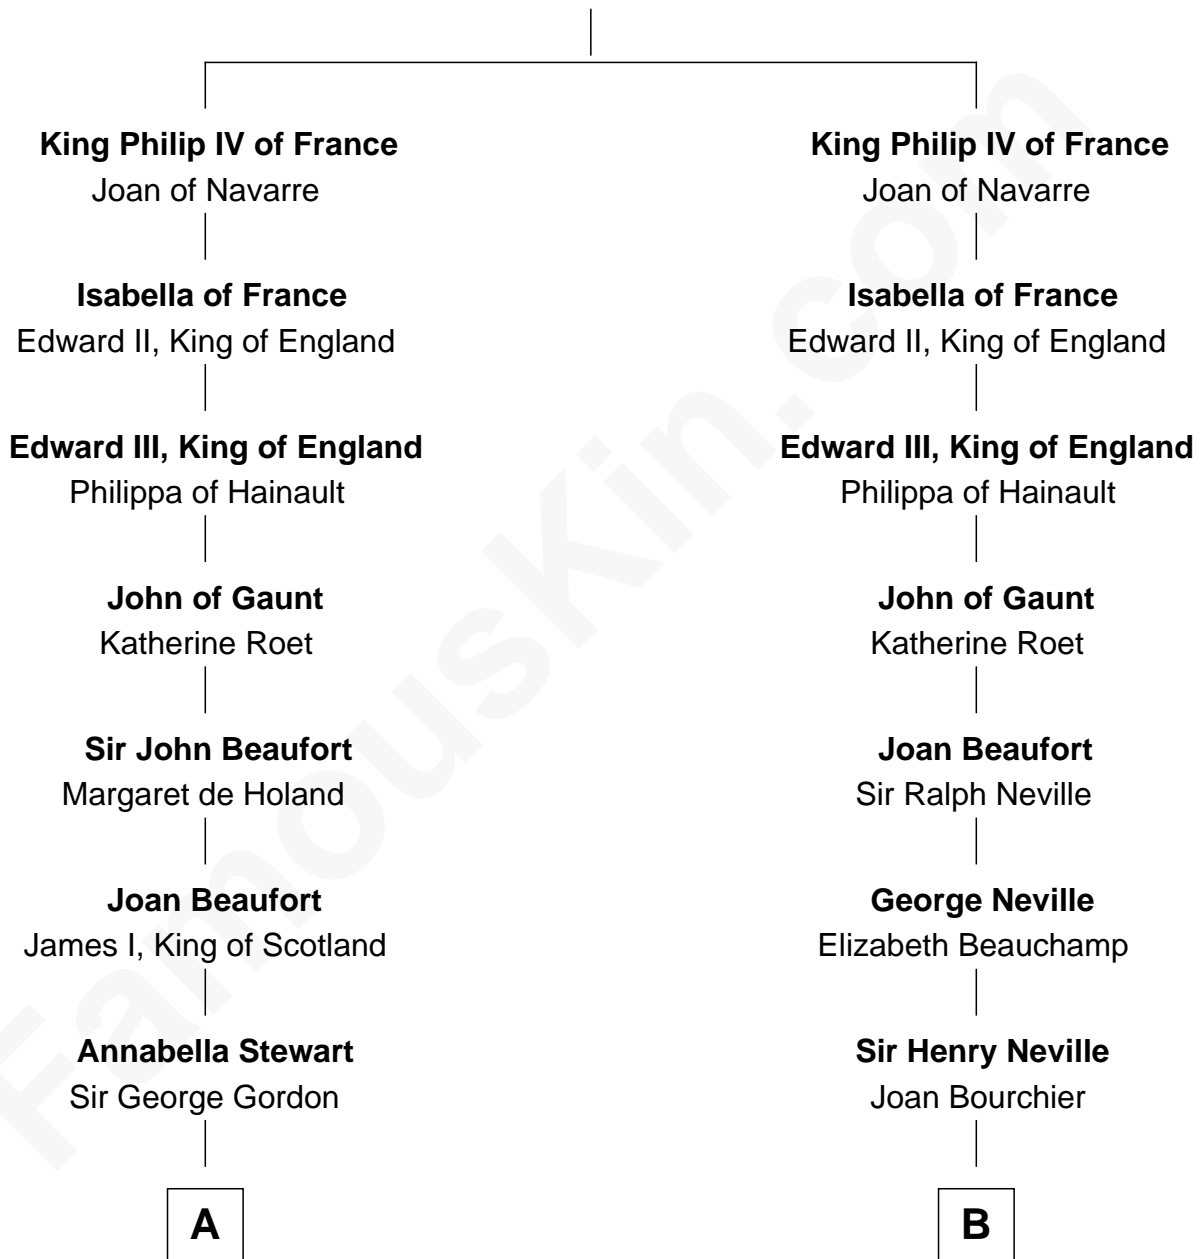 King Philip IV of France
Joan of Navarre
Isabella of France
Edward II, King of England
Edward III, King of England
Philippa of Hainault
John of Gaunt
Katherine Roet
Sir John Beaufort
Margaret de Holand
Joan Beaufort
James I, King of Scotland
Annabella Stewart
Sir George Gordon
A
King Philip IV of France
Joan of Navarre
Isabella of France
Edward II, King of England
Edward III, King of England
Philippa of Hainault
John of Gaunt
Katherine Roet
Joan Beaufort
Sir Ralph Neville
George Neville
Elizabeth Beauchamp
Sir Henry Neville
Joan Bourchier
B
FamousKin.com